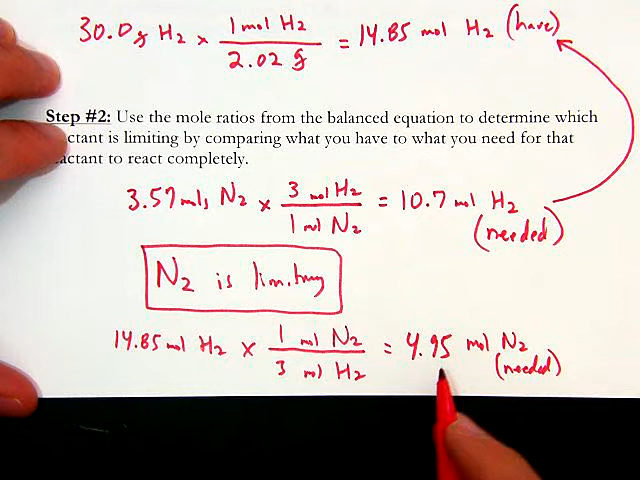 30.0g H2 x 1 mol H2 / 2.02 g = 14.85 mol H2 (have)
Step #2: Use the mole ratios from the balanced equation to determine which
ctant is limiting by comparing what you have to what you need for that
actant to react completely.
3.57 mols N2 x 3 mol H2 / 1 mol N2 = 10.7 mol H2
(needed)
N2 is limiting
14.85 mol H2 x 1 mol N2 / 3 mol H2 = 4.95 mol N2
(needed)